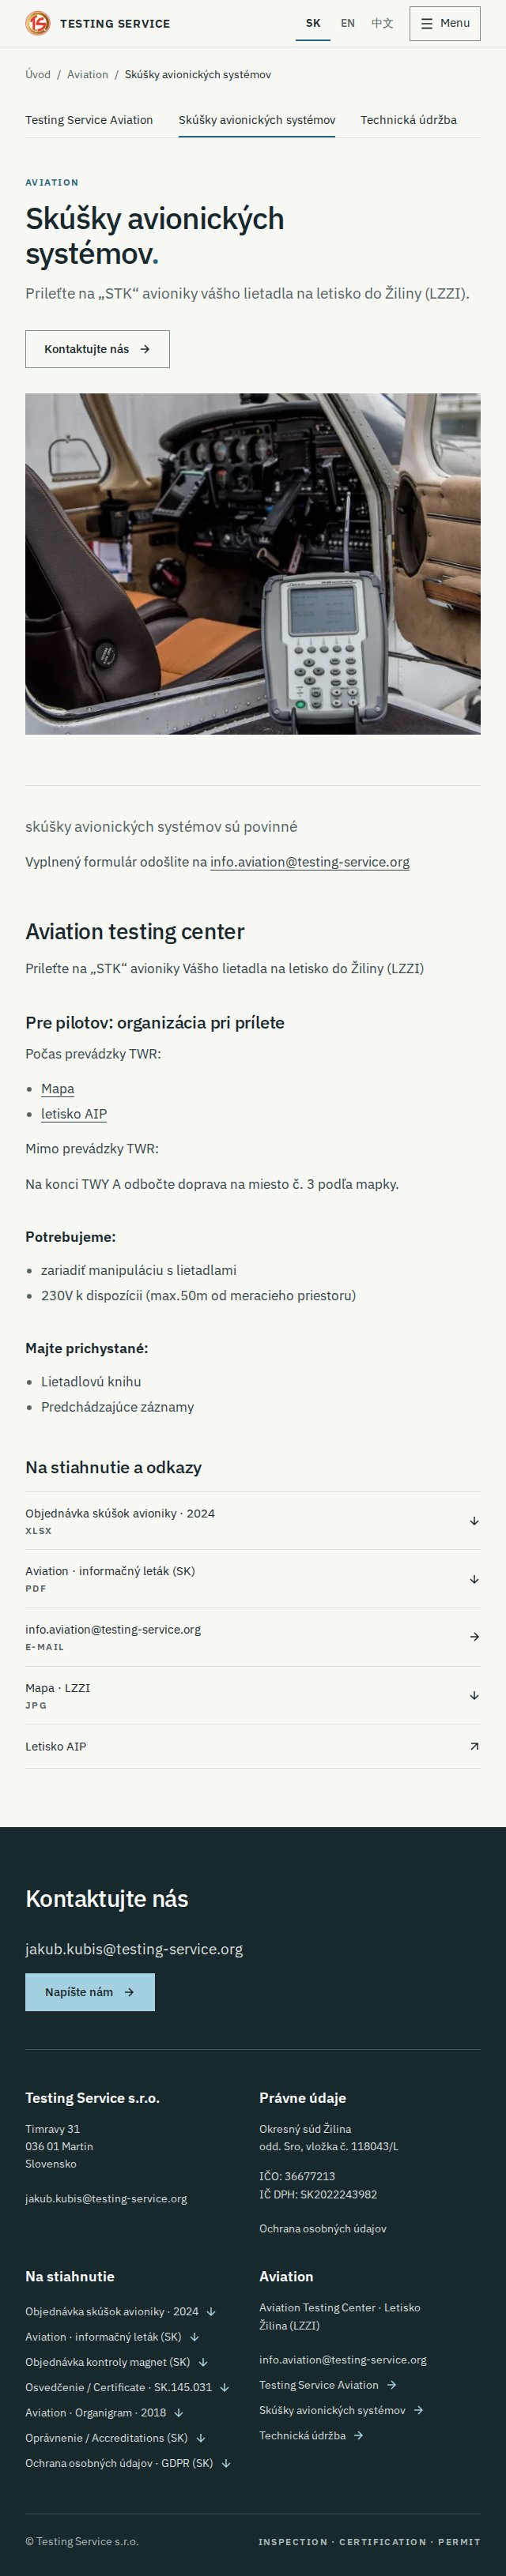 TESTING SERVICE
SK EN 中文 Menu
Úvod / Aviation / Skúšky avionických systémov
Testing Service Aviation Skúšky avionických systémov Technická údržba
AVIATION
Skúšky avionických
systémov.
Prileťte na „STK“ avioniky vášho lietadla na letisko do Žiliny (LZZI).
Kontaktujte nás →
skúšky avionických systémov sú povinné
Vyplnený formulár odošlite na info.aviation@testing-service.org
Aviation testing center
Prileťte na „STK“ avioniky Vášho lietadla na letisko do Žiliny (LZZI)
Pre pilotov: organizácia pri prílete
Počas prevádzky TWR:
Mapa
letisko AIP
Mimo prevádzky TWR:
Na konci TWY A odbočte doprava na miesto č. 3 podľa mapky.
Potrebujeme:
zariadiť manipuláciu s lietadlami
230V k dispozícii (max.50m od meracieho priestoru)
Majte prichystané:
Lietadlovú knihu
Predchádzajúce záznamy
Na stiahnutie a odkazy
Objednávka skúšok avioniky · 2024
XLSX
Aviation · informačný leták (SK)
PDF
info.aviation@testing-service.org
E-MAIL
Mapa · LZZI
JPG
Letisko AIP
Kontaktujte nás
jakub.kubis@testing-service.org
Napíšte nám →
Testing Service s.r.o.
Timravy 31
036 01 Martin
Slovensko
jakub.kubis@testing-service.org
Právne údaje
Okresný súd Žilina
odd. Sro, vložka č. 118043/L
IČO: 36677213
IČ DPH: SK2022243982
Ochrana osobných údajov
Na stiahnutie
Objednávka skúšok avioniky · 2024 ↓
Aviation · informačný leták (SK) ↓
Objednávka kontroly magnet (SK) ↓
Osvedčenie / Certificate · SK.145.031 ↓
Aviation · Organigram · 2018 ↓
Oprávnenie / Accreditations (SK) ↓
Ochrana osobných údajov · GDPR (SK) ↓
Aviation
Aviation Testing Center · Letisko
Žilina (LZZI)
info.aviation@testing-service.org
Testing Service Aviation →
Skúšky avionických systémov →
Technická údržba →
© Testing Service s.r.o.
INSPECTION · CERTIFICATION · PERMIT